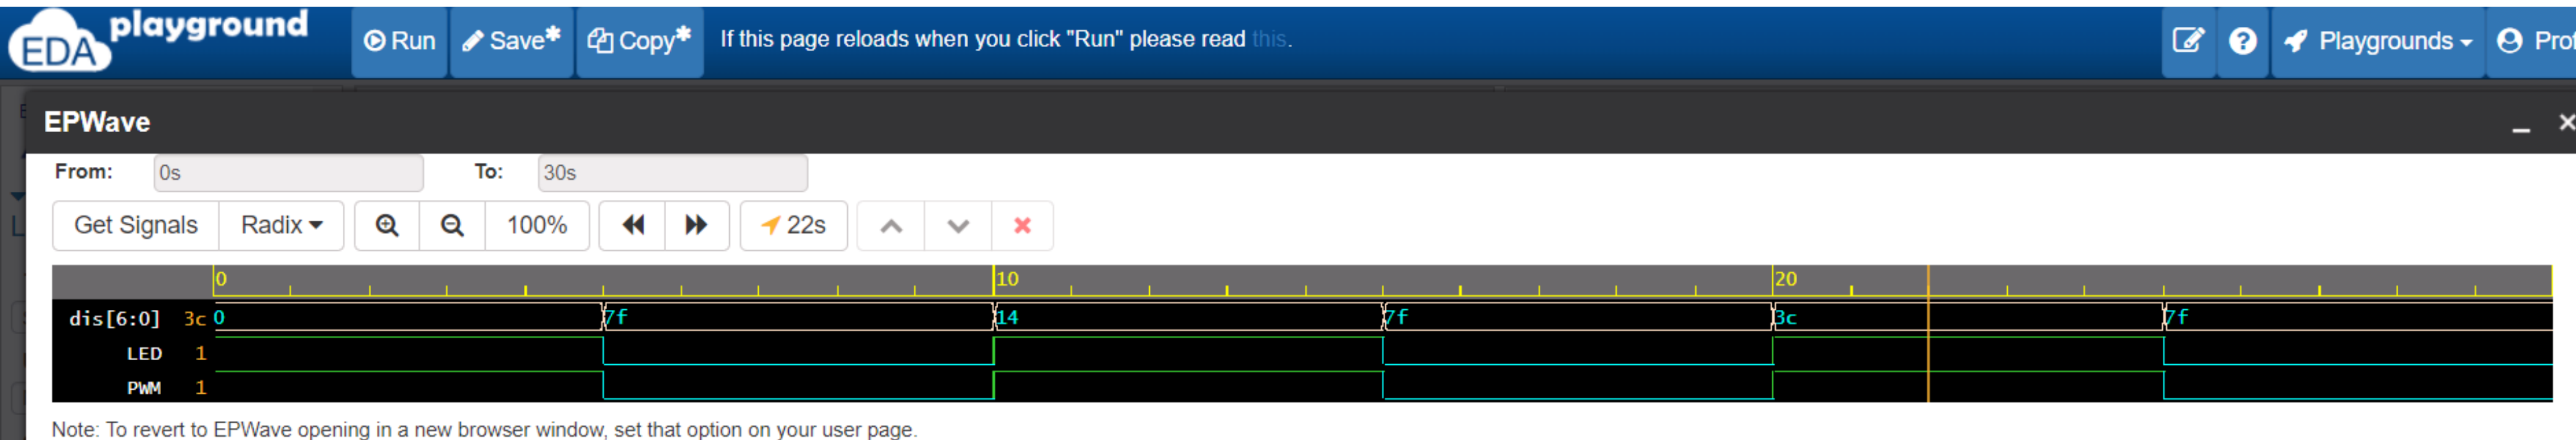 EDA playground Run Save* Copy* If this page reloads when you click "Run" please read this. Playgrounds Prof
EPWave
From: 0s To: 30s
Get Signals Radix 100% 22s
0 10 20
dis[6:0] 3c 0 7f 14 7f 3c 7f
LED 1
PWM 1
Note: To revert to EPWave opening in a new browser window, set that option on your user page.